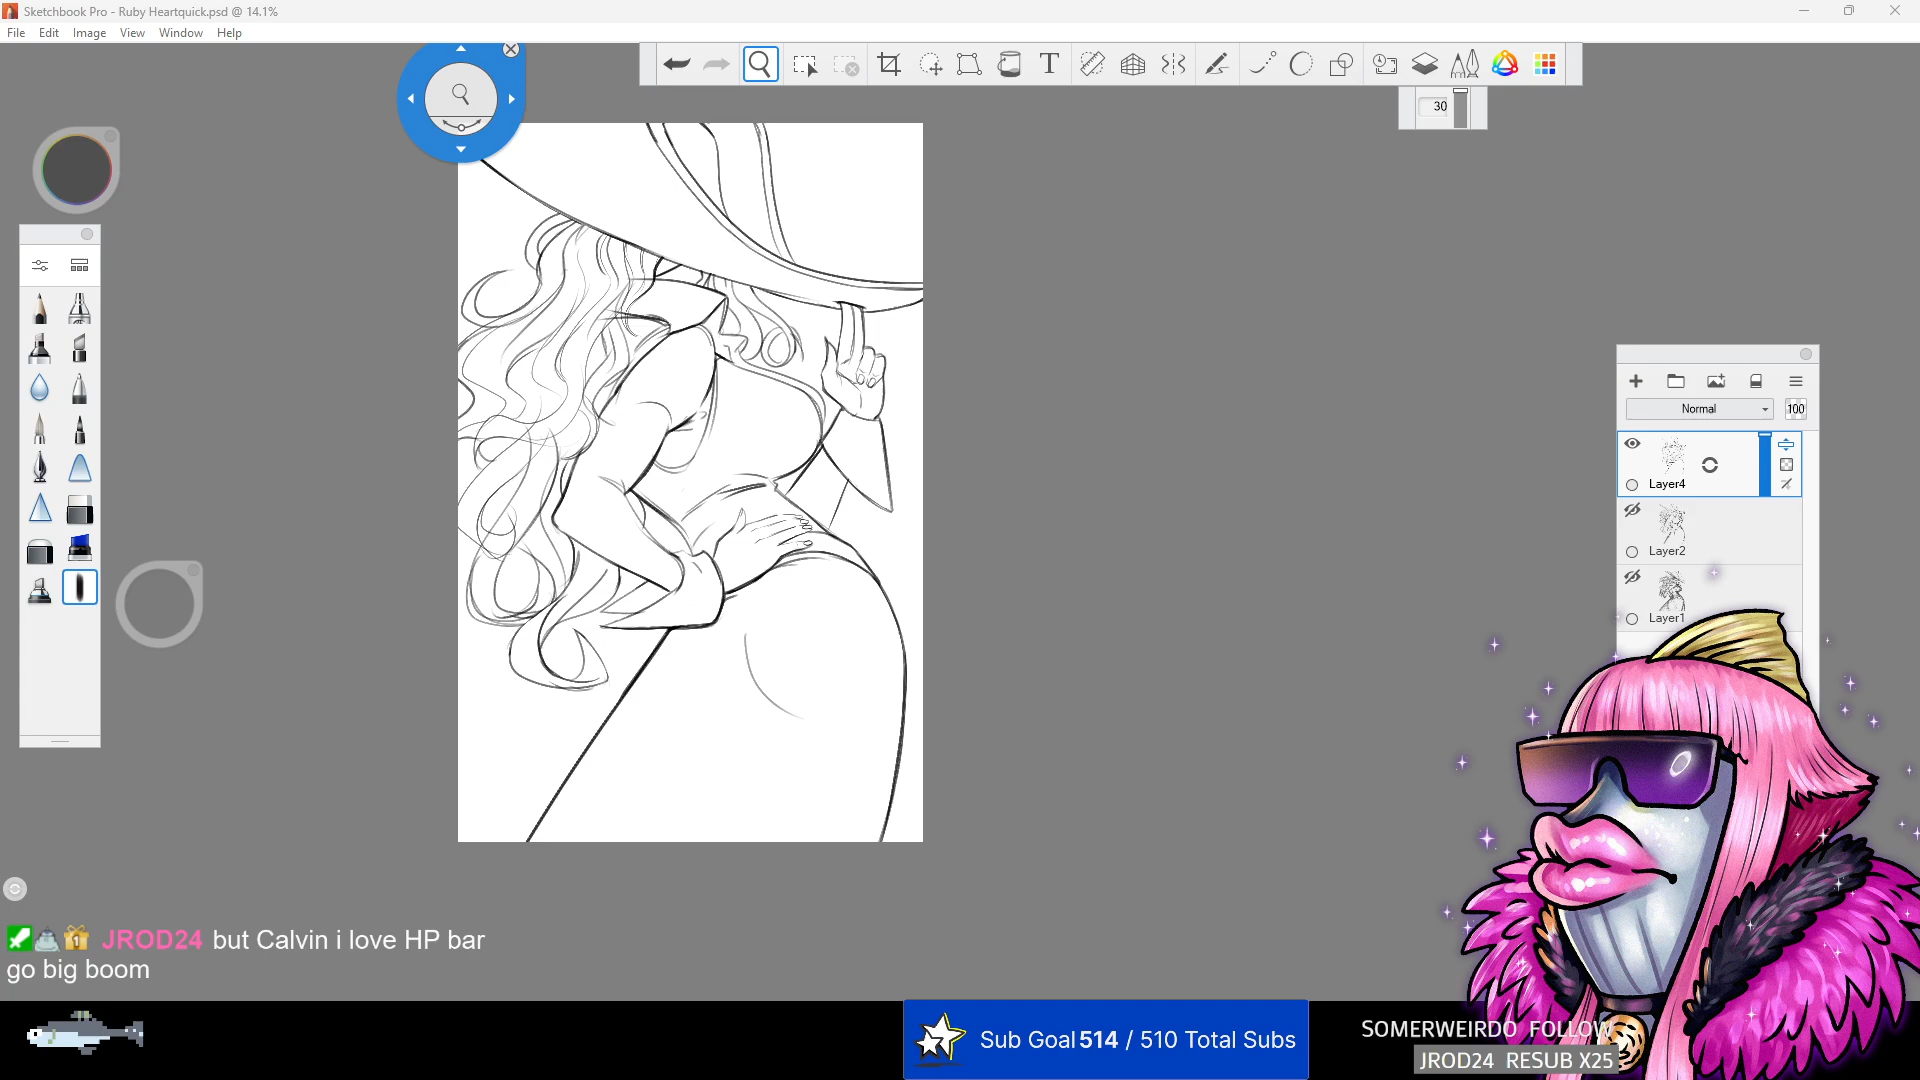 Sketchbook Pro - Ruby Heartquick.psd @ 14.1%
File Edit Image View Window Help
30
Normal 100
Layer4
Layer2
Layer1
JROD24 but Calvin i love HP bar
go big boom
Sub Goal 514 / 510 Total Subs
SOMERWEIRDO FOLLOW
JROD24 RESUB X25